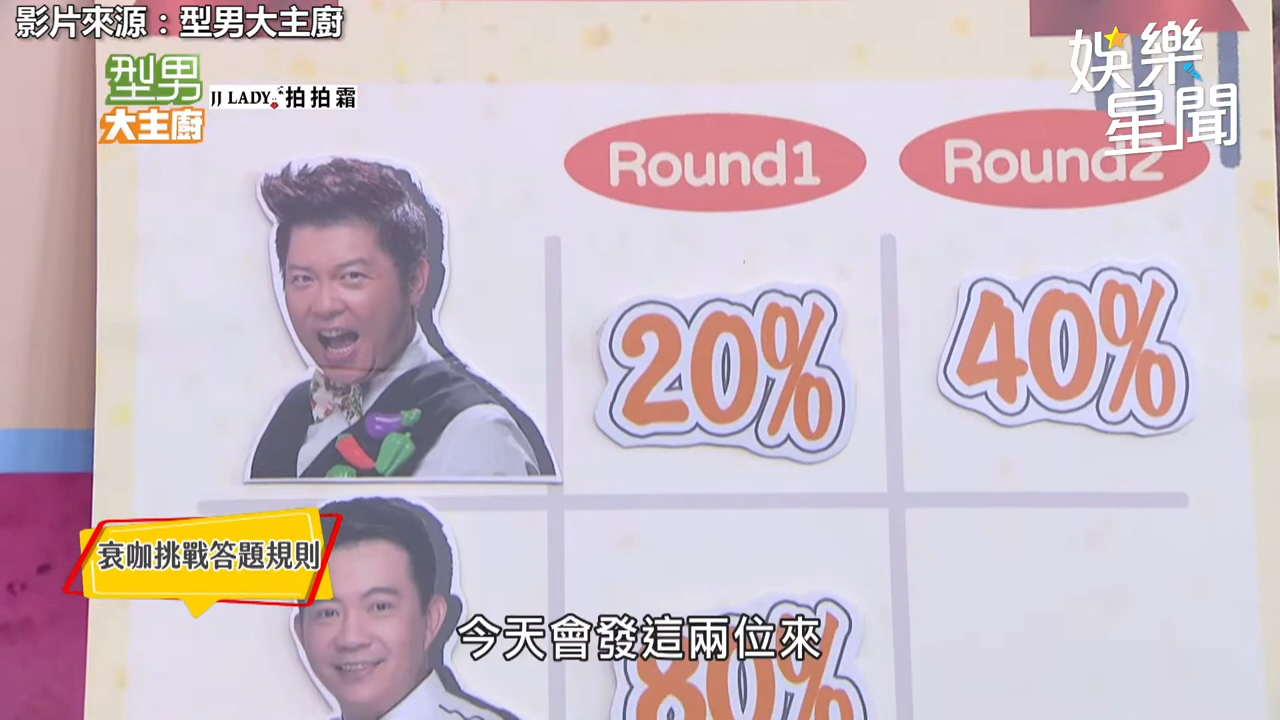 影片來源：型男大主廚
娛樂星聞
型男
大主廚
JJ LADY 拍拍霜
Round1
Round2
20%
40%
衰咖挑戰答題規則
今天會發這兩位來
80%